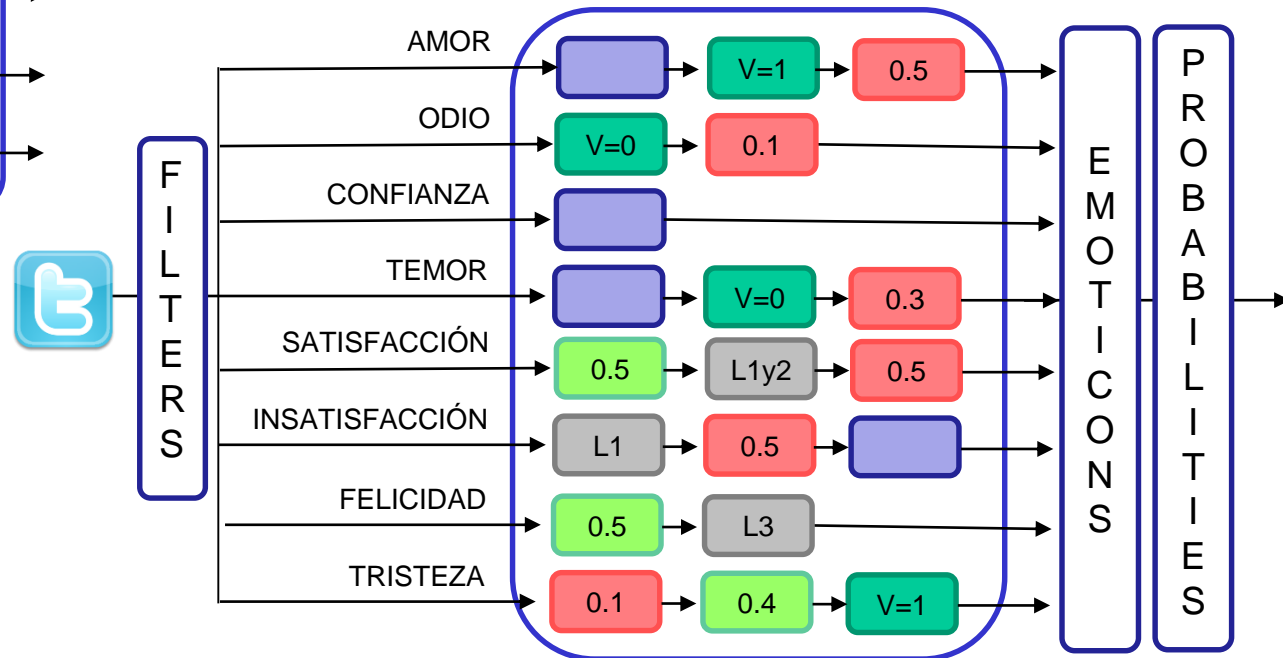 AMOR
V=1
0.5
ODIO
V=0
0.1
CONFIANZA
TEMOR
V=0
0.3
SATISFACCIÓN
0.5
L1y2
0.5
INSATISFACCIÓN
L1
0.5
FELICIDAD
0.5
L3
TRISTEZA
0.1
0.4
V=1
FILTERS
EMOTICONS
PROBABILITIES